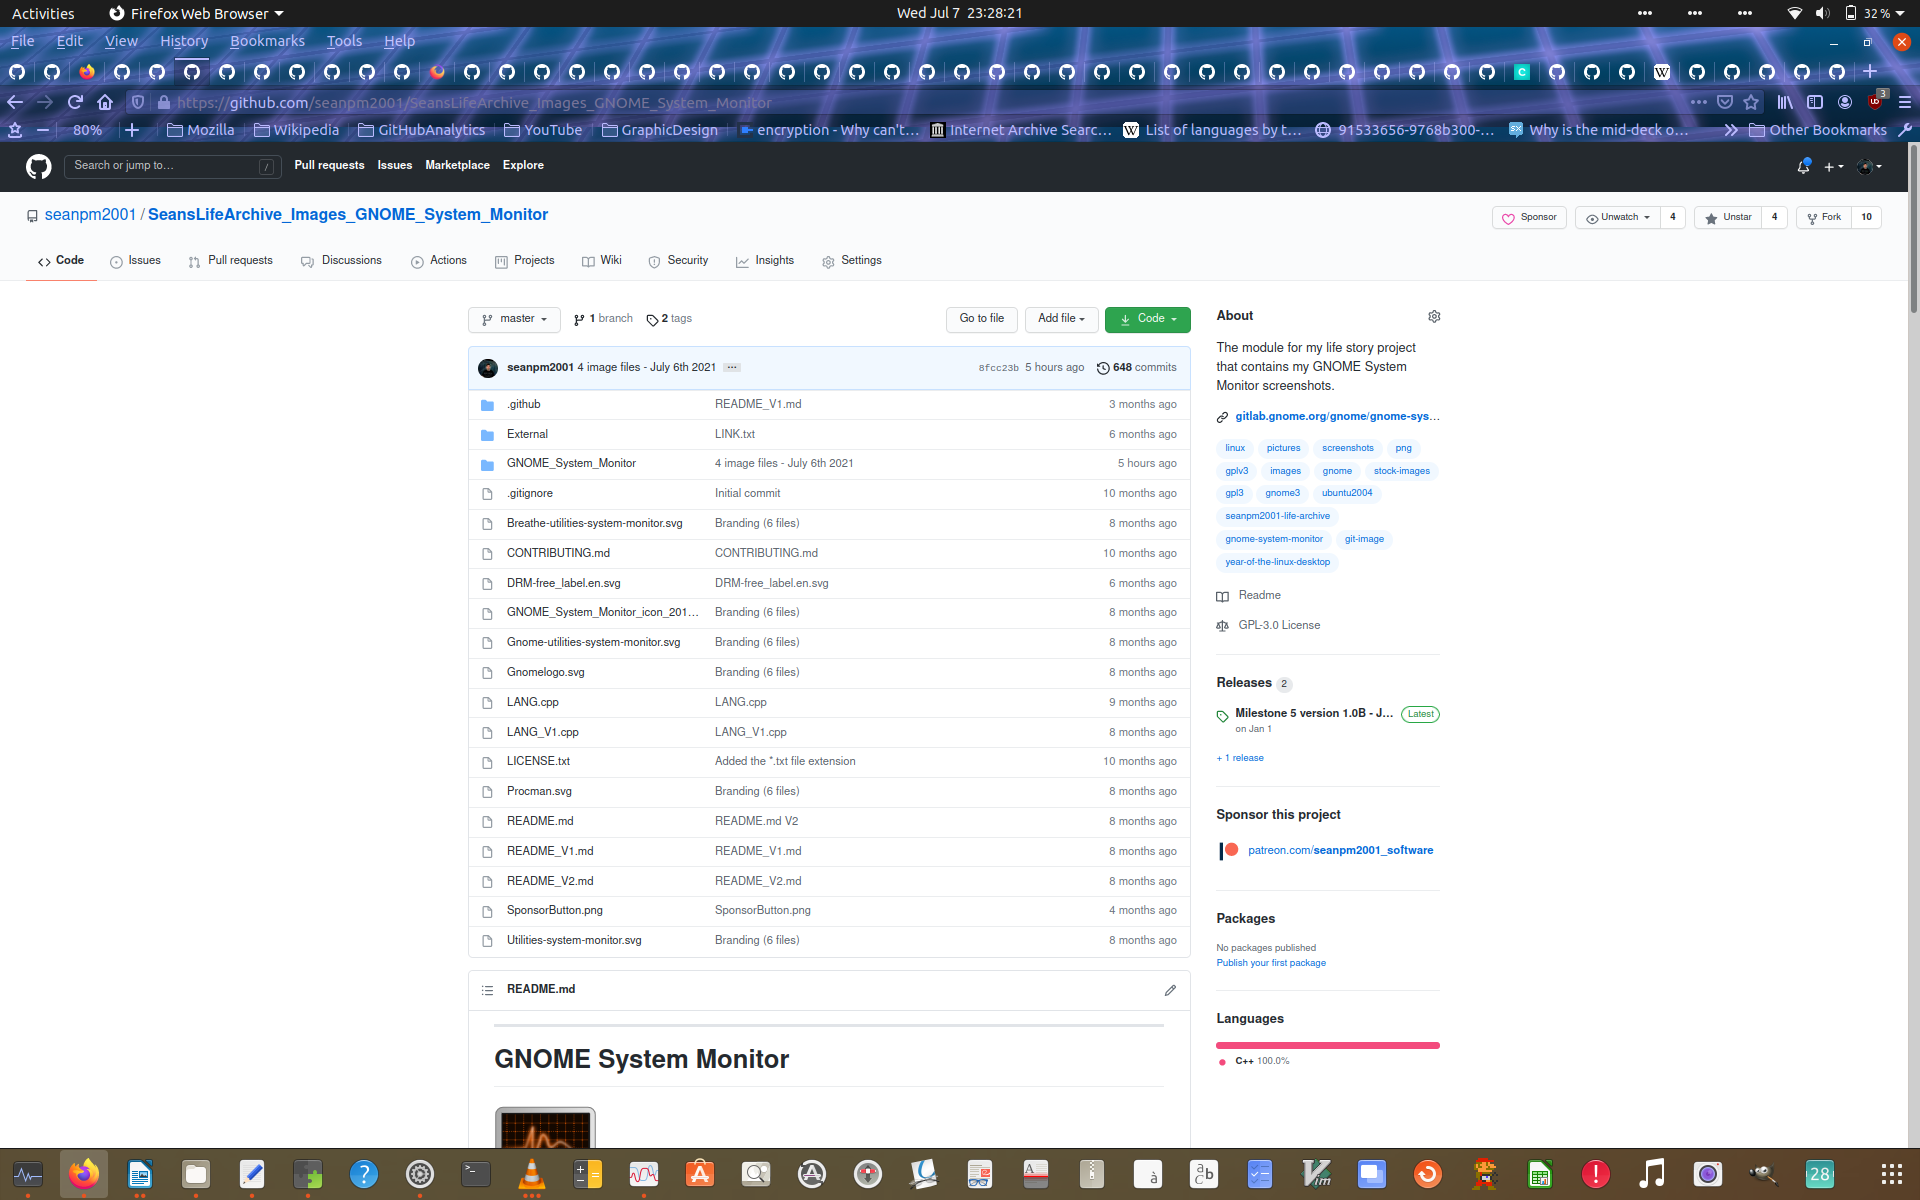 Activities Firefox Web Browser Wed Jul 7 23:28:21 32 %
File Edit View History Bookmarks Tools Help
https://github.com/seanpm2001/SeansLifeArchive_Images_GNOME_System_Monitor 3
80% Mozilla Wikipedia GitHubAnalytics YouTube GraphicDesign encryption - Why can't… Internet Archive Searc… List of languages by t… 91533656-9768b300-… Why is the mid-deck o… Other Bookmarks
Search or jump to… / Pull requests Issues Marketplace Explore
seanpm2001 / SeansLifeArchive_Images_GNOME_System_Monitor Sponsor Unwatch 4 Unstar 4 Fork 10
Code Issues Pull requests Discussions Actions Projects Wiki Security Insights Settings
master 1 branch 2 tags Go to file Add file Code
seanpm2001 4 image files - July 6th 2021 … 8fcc23b 5 hours ago 648 commits
.github README_V1.md 3 months ago
External LINK.txt 6 months ago
GNOME_System_Monitor 4 image files - July 6th 2021 5 hours ago
.gitignore Initial commit 10 months ago
Breathe-utilities-system-monitor.svg Branding (6 files) 8 months ago
CONTRIBUTING.md CONTRIBUTING.md 10 months ago
DRM-free_label.en.svg DRM-free_label.en.svg 6 months ago
GNOME_System_Monitor_icon_201… Branding (6 files) 8 months ago
Gnome-utilities-system-monitor.svg Branding (6 files) 8 months ago
Gnomelogo.svg Branding (6 files) 8 months ago
LANG.cpp LANG.cpp 9 months ago
LANG_V1.cpp LANG_V1.cpp 8 months ago
LICENSE.txt Added the *.txt file extension 10 months ago
Procman.svg Branding (6 files) 8 months ago
README.md README.md V2 8 months ago
README_V1.md README_V1.md 8 months ago
README_V2.md README_V2.md 8 months ago
SponsorButton.png SponsorButton.png 4 months ago
Utilities-system-monitor.svg Branding (6 files) 8 months ago
README.md
GNOME System Monitor
About
The module for my life story project
that contains my GNOME System
Monitor screenshots.
gitlab.gnome.org/gnome/gnome-sys…
linux pictures screenshots png
gplv3 images gnome stock-images
gpl3 gnome3 ubuntu2004
seanpm2001-life-archive
gnome-system-monitor git-image
year-of-the-linux-desktop
Readme
GPL-3.0 License
Releases 2
Milestone 5 version 1.0B - J… Latest
on Jan 1
+ 1 release
Sponsor this project
patreon.com/seanpm2001_software
Packages
No packages published
Publish your first package
Languages
C++ 100.0%
28